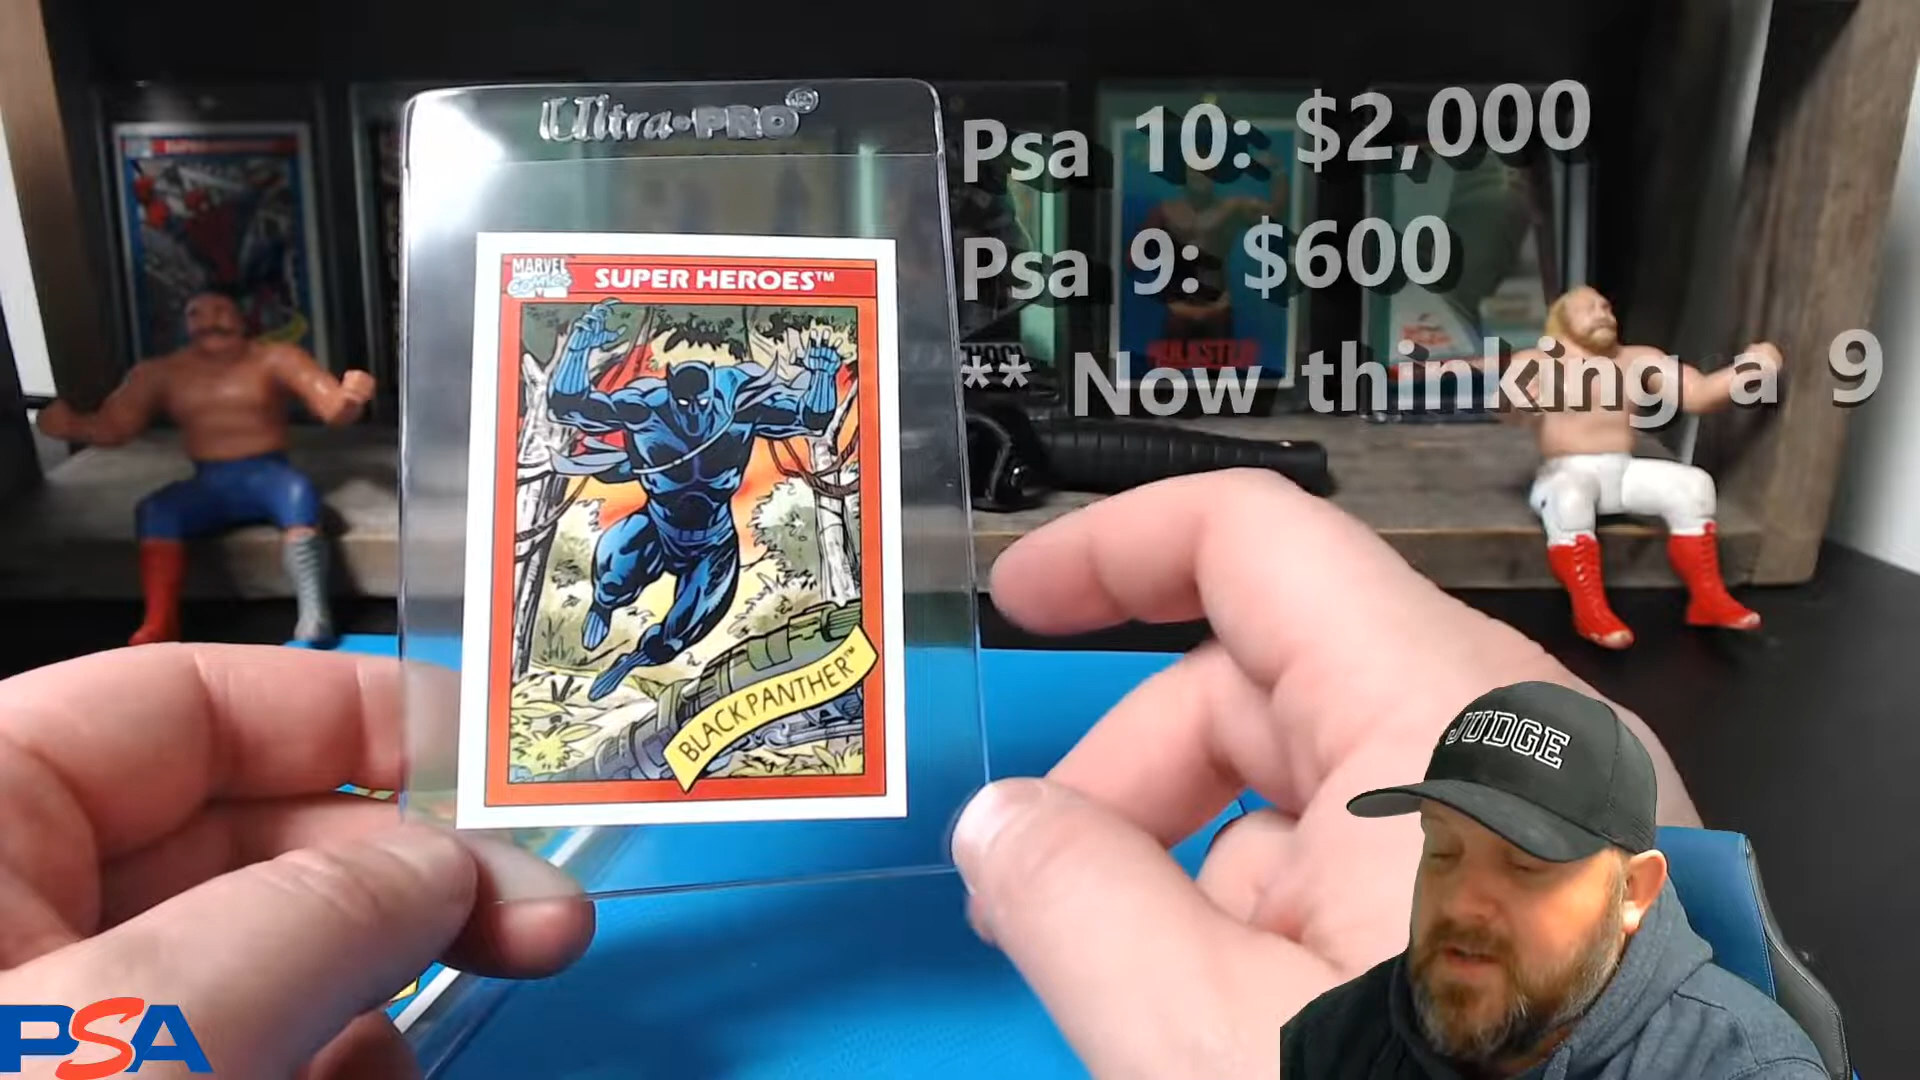 Ultra•PRO®
Psa 10: $2,000
Psa 9: $600
** Now thinking a 9
MARVEL
COMICS
SUPER HEROES™
BLACK PANTHER™
JUDGE
PSA